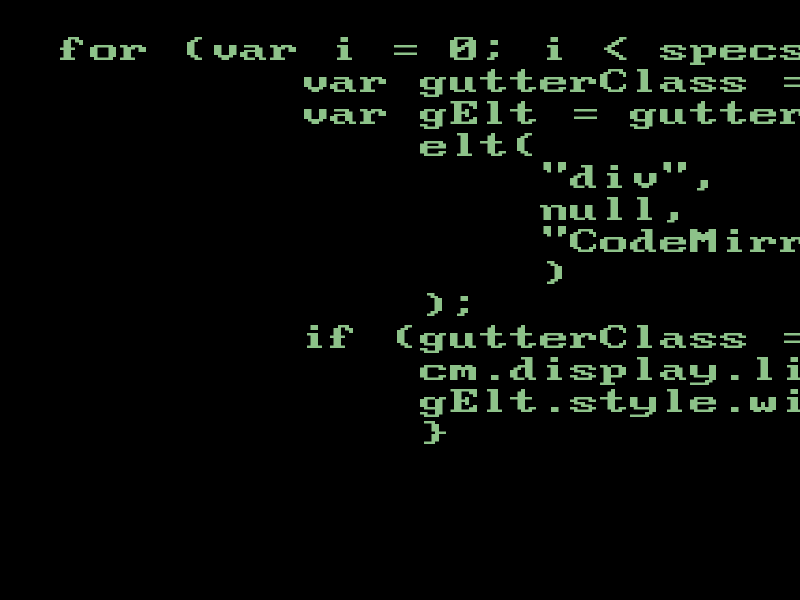 for (var i = 0; i < specs
var gutterClass =
var gElt = gutter
elt(
"div",
null,
"CodeMirr
)
);
if (gutterClass =
cm.display.li
gElt.style.wi
}